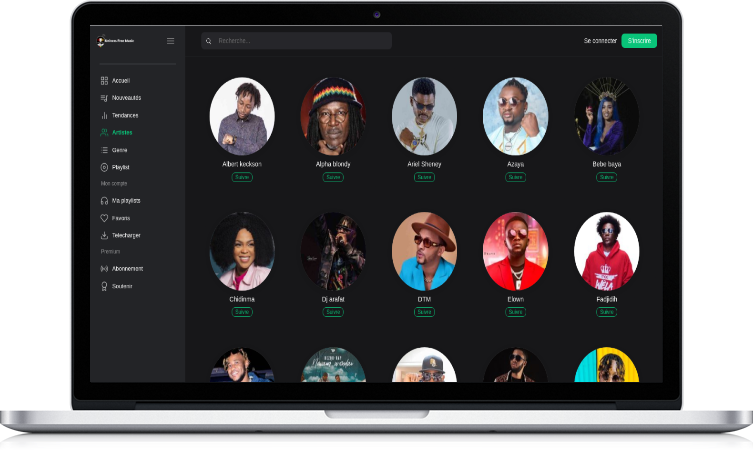 Recherche...
Se connecter
S'inscrire
Accueil
Nouveautés
Tendances
Artistes
Genre
Playlist
Mon compte
Ma playlists
Favoris
Telecharger
Premium
Abonnement
Soutenir
Albert keckson
Alpha blondy
Ariel Sheney
Azaya
Bebe baya
Suivre
Suivre
Suivre
Suivre
Suivre
Chidinma
Dj arafat
DTM
Elown
Fadjidih
Suivre
Suivre
Suivre
Suivre
Suivre